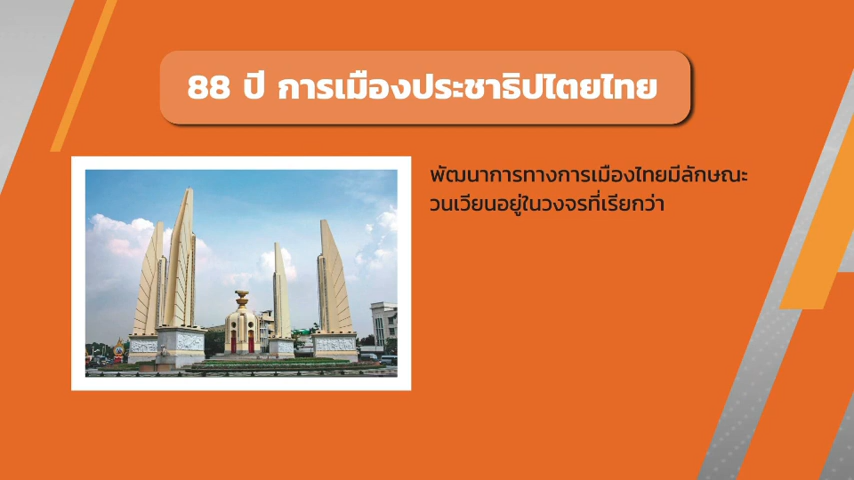 88 ปี การเมืองประชาธิปไตยไทย
พัฒนาการทางการเมืองไทยมีลักษณะ
วนเวียนอยู่ในวงจรที่เรียกว่า